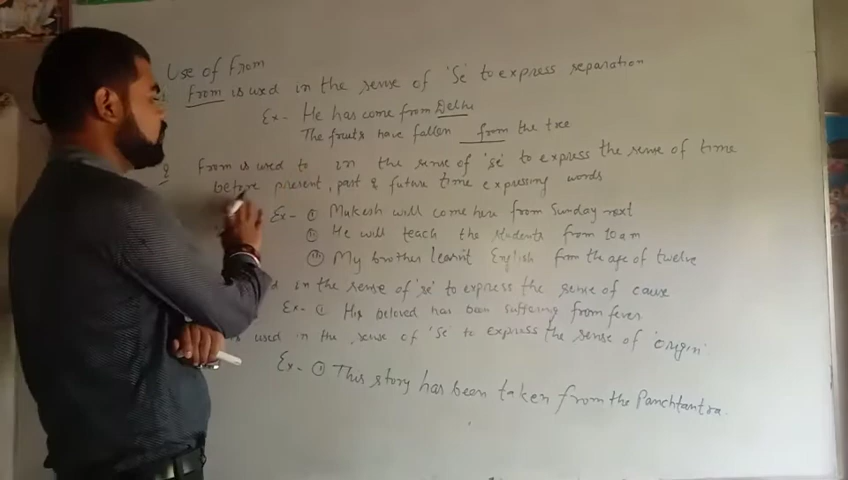 Use of From
From is used in the sense of 'Se' to express separation
Ex- He has come from Delhi
The fruits have fallen from the tree
2 From is used to in the sense of 'se' to express the sense of time
before present, past & future time expressing words
Ex- (i) Mukesh will come here from Sunday next
(ii) He will teach the students from 10 am
(iii) My brother learnt English from the age of twelve
in the sense of 'se' to express the sense of cause
Ex- (i) His beloved has been suffering from fever
is used in the sense of 'Se' to express the sense of 'origin'
Ex- (i) This story has been taken from the Panchtantra.